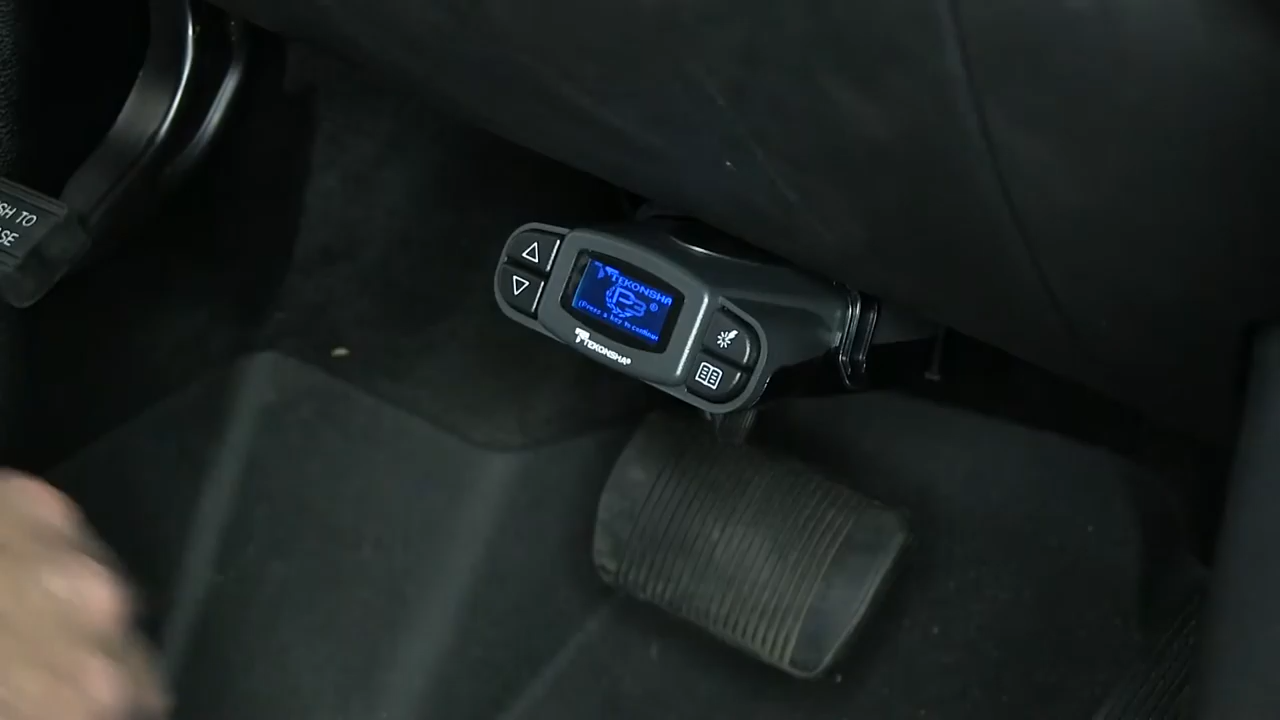 SH TO
SE
TEKONSHA
P3®
(Press a key to continue
TEKONSHA®